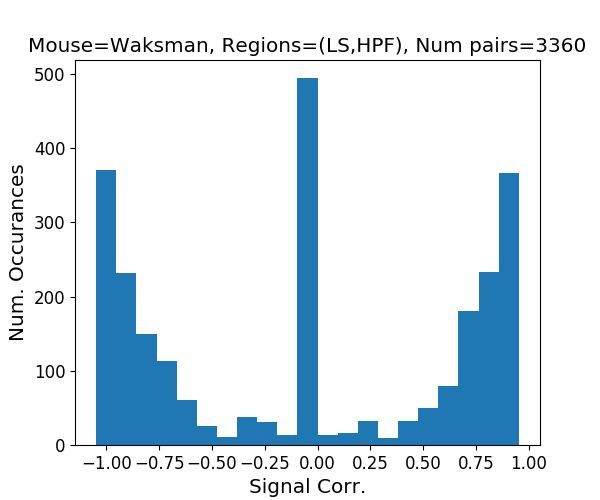 Mouse=Waksman, Regions=(LS,HPF), Num pairs=3360
500
400
300
200
100
0
Num. Occurances
−1.00 −0.75 −0.50 −0.25 0.00 0.25 0.50 0.75 1.00
Signal Corr.